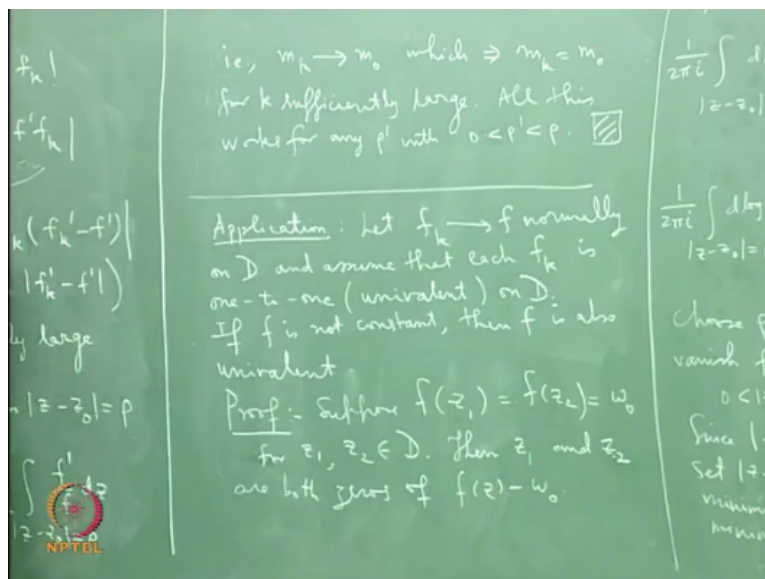 f_k|
f'f_k|
k(f_k'-f')|
|f_k'-f'|)
ly large
|z-z_0|=ρ
∫ f'/f dz
|z-z_0|=ρ
NPTEL
i.e., m_k → m_0 which ⇒ m_k = m_0
for k sufficiently large. All this
works for any ρ' with 0<ρ'<ρ.
Application: Let f_k → f normally
on D and assume that each f_k is
one-to-one (univalent) on D.
If f is not constant, then f is also
univalent.
Proof:- Suppose f(z_1) = f(z_2) = w_0
for z_1, z_2 ∈ D. Then z_1 and z_2
are both zeros of f(z) - w_0.
1/2πi ∫ d
|z-z_0|
1/2πi ∫ dlog
|z-z_0|=
Choose
vanish f
0<|
Since |
Set |z-
minim